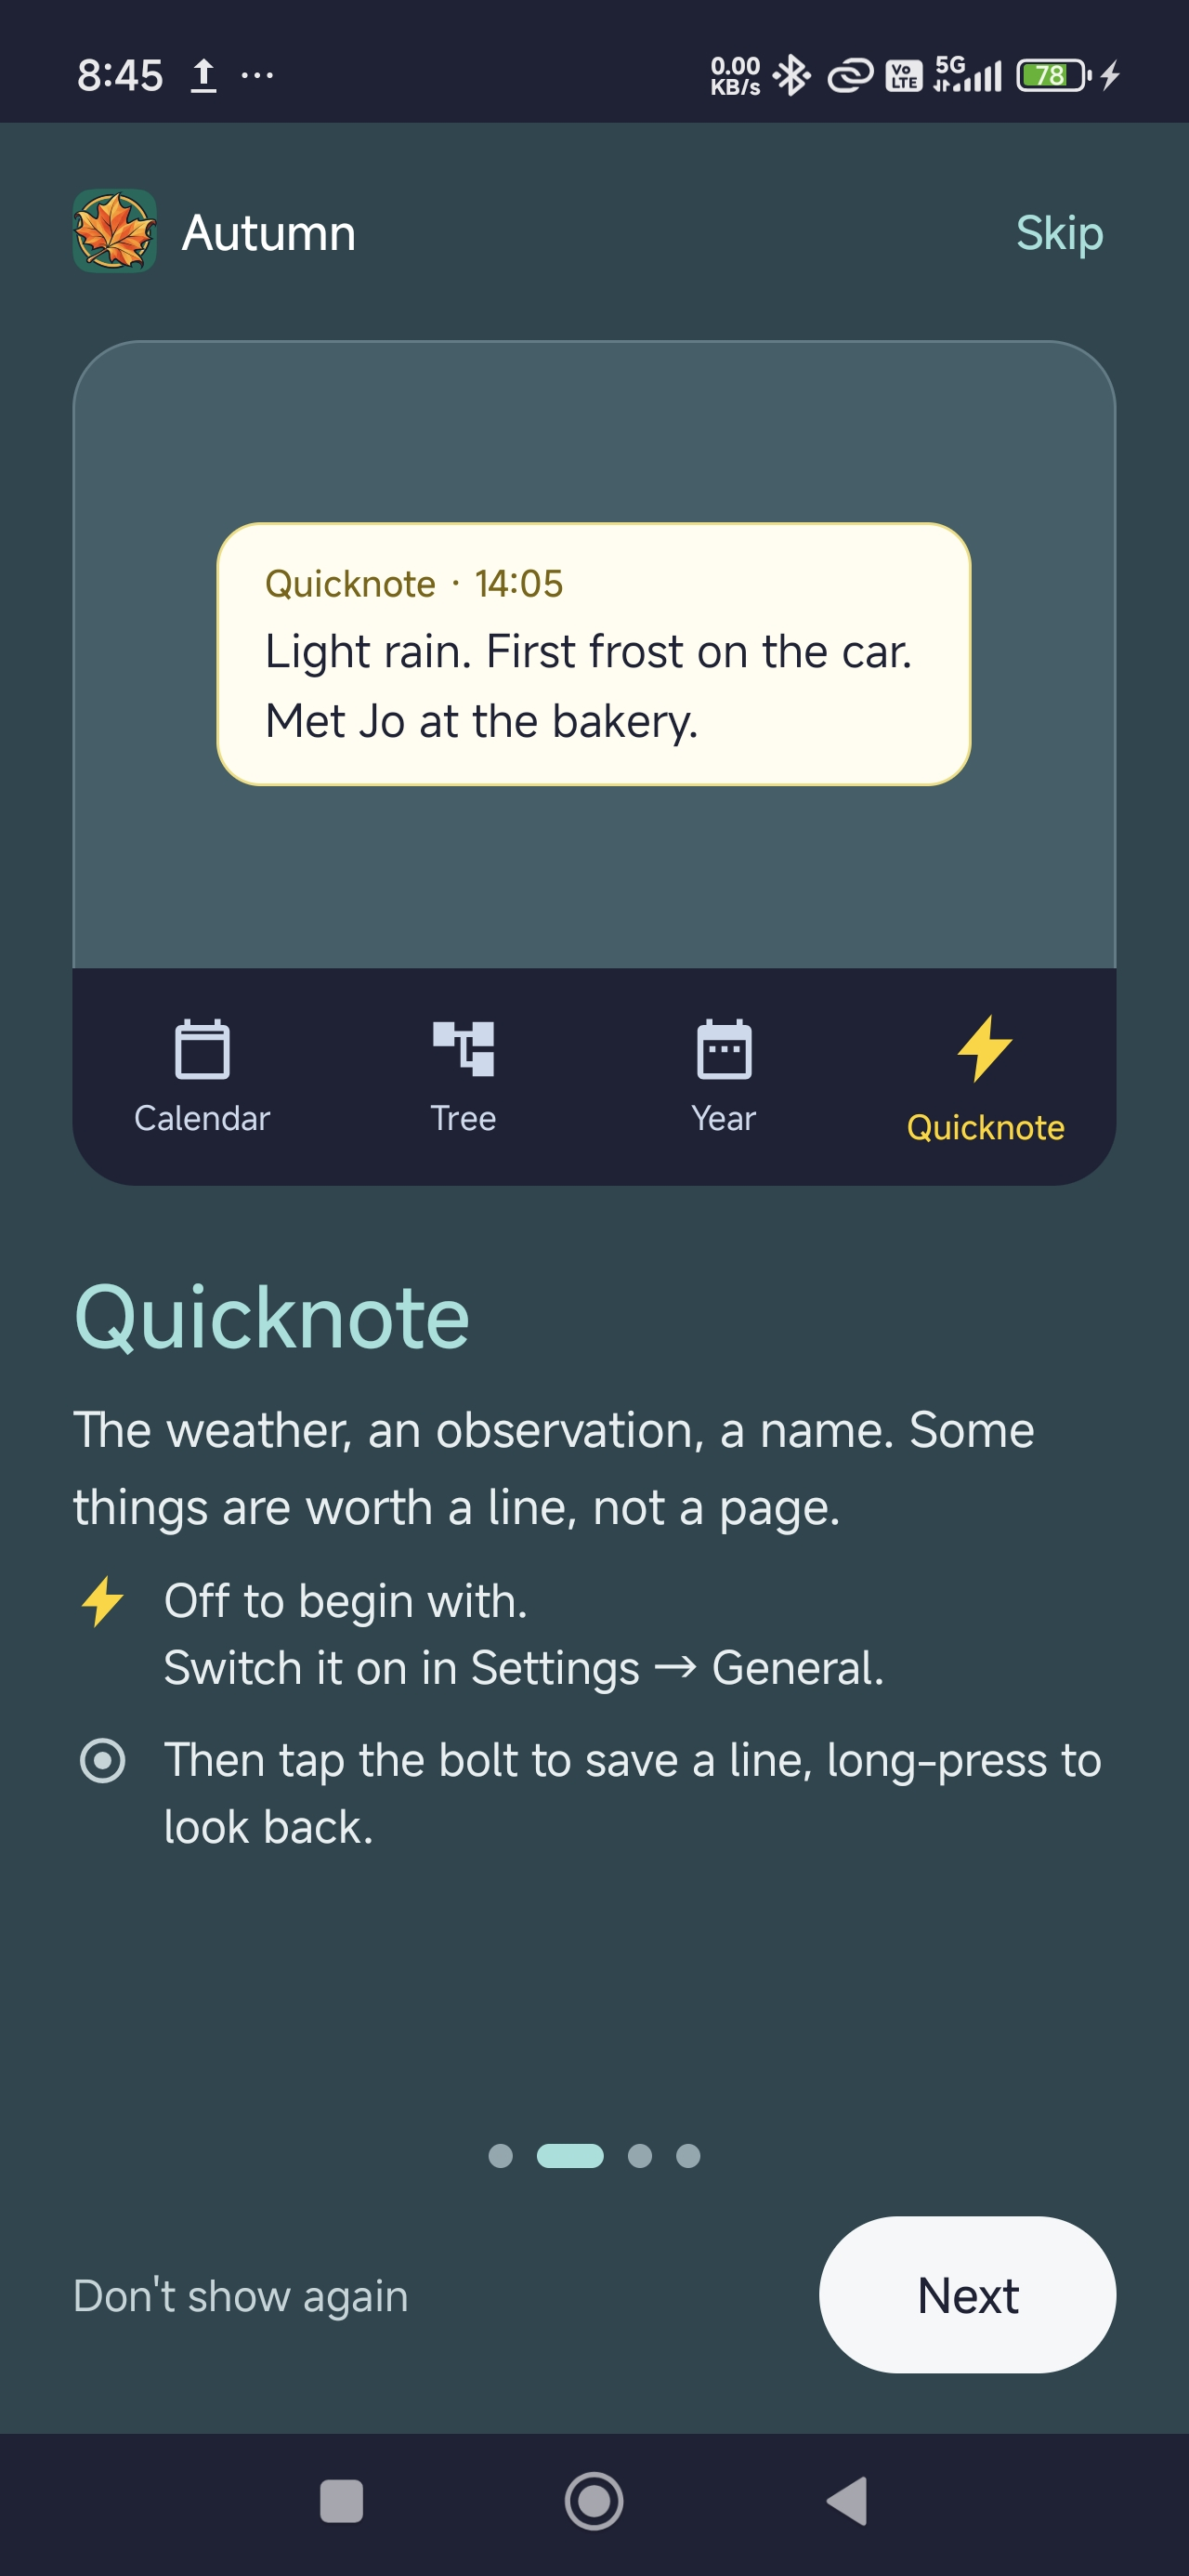 8:45
0.00
KB/s
Vo
LTE
5G
78
Autumn
Skip
Quicknote · 14:05
Light rain. First frost on the car.
Met Jo at the bakery.
Calendar
Tree
Year
Quicknote
Quicknote
The weather, an observation, a name. Some
things are worth a line, not a page.
Off to begin with.
Switch it on in Settings → General.
Then tap the bolt to save a line, long-press to
look back.
Don't show again
Next